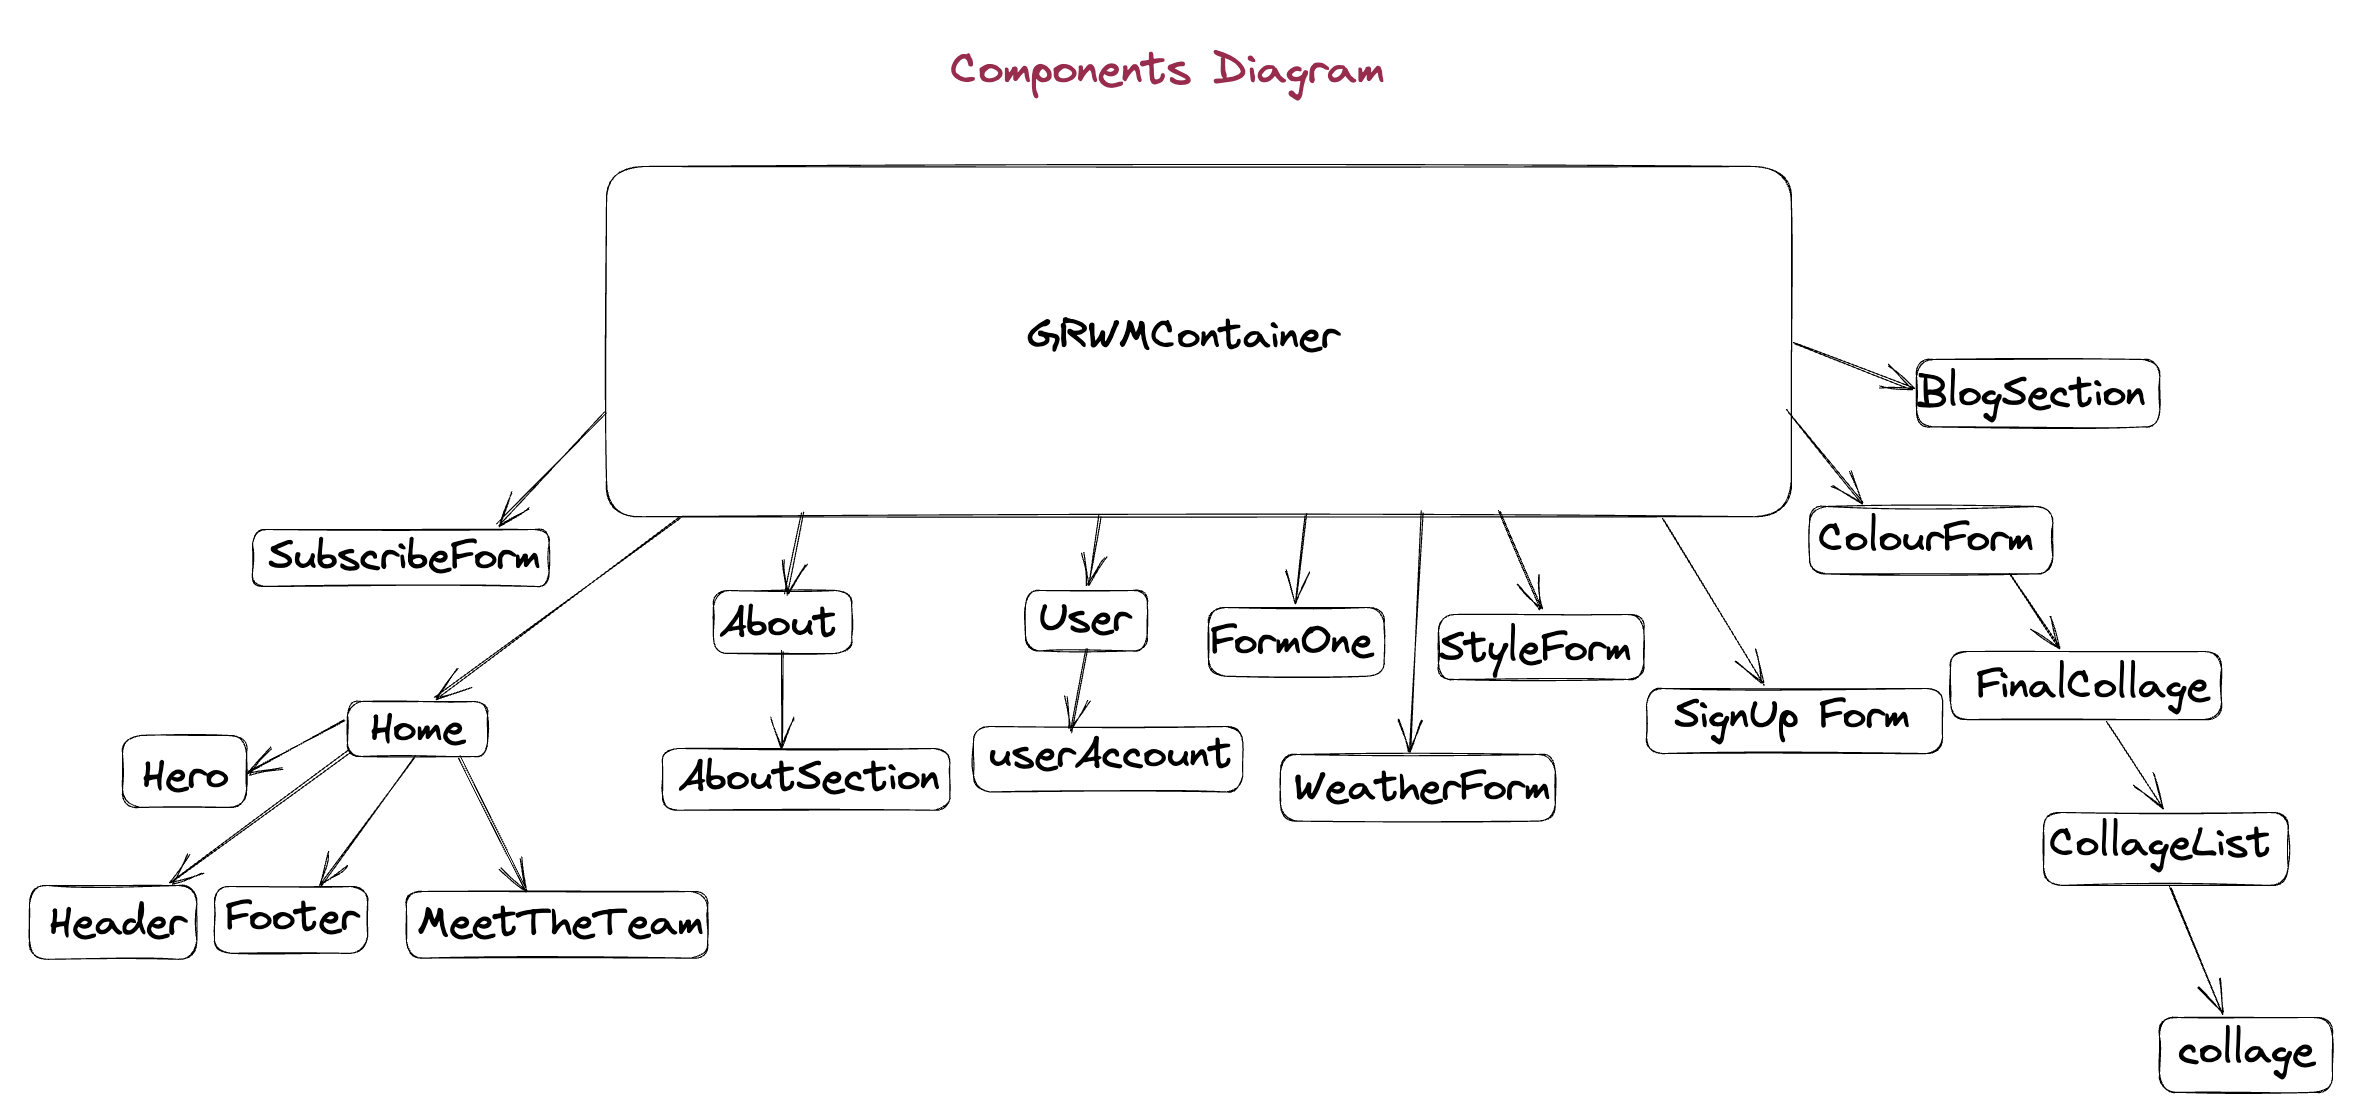 Components Diagram
GRWMContainer
BlogSection
SubscribeForm
ColourForm
About
User
FormOne
StyleForm
FinalCollage
Home
SignUp Form
Hero
AboutSection
userAccount
WeatherForm
CollageList
Header
Footer
MeetTheTeam
collage